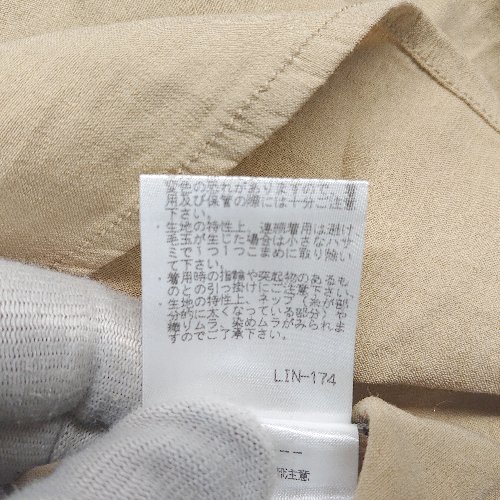 変色の恐れがありますので、着
用及び保管の際には十分ご注意
下さい。
・生地の特性上、連続着用は避け
毛玉が生じた場合は小さなハサ
ミで1つ1つこまめに取り除い
て下さい。
・着用時の指輪や突起物のあるも
のとの引っ掛けにご注意下さい。
・生地の特性上、ネップ（糸が部
分的に太くなっている部分）や
織りムラ、染めムラがみられま
すのでご了承下さい。
LIN-174
注意